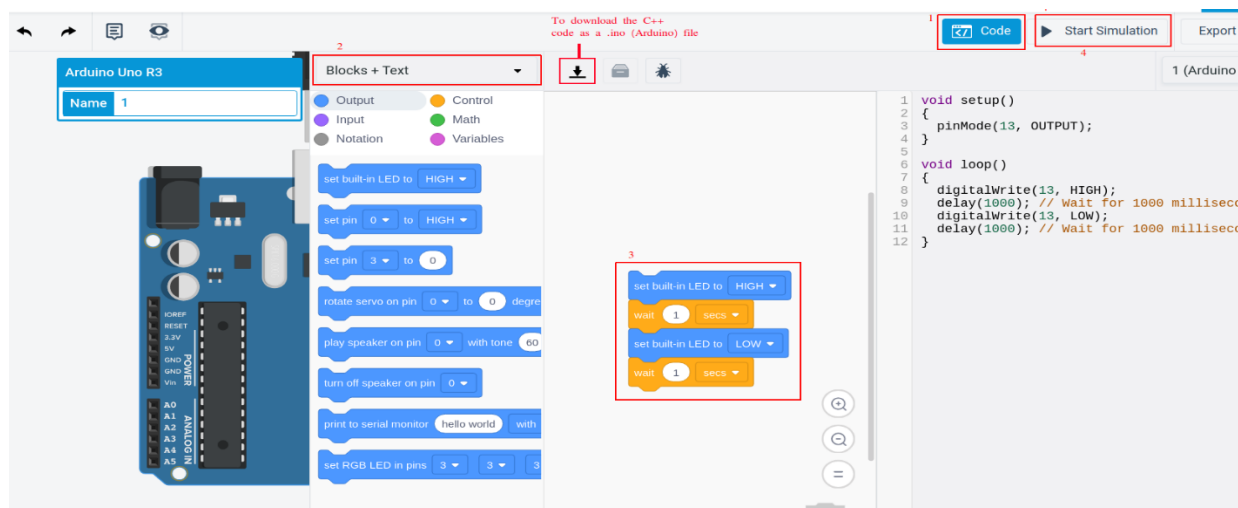 To download the C++
code as a .ino (Arduino) file
1
Code
Start Simulation
Export
4
2
Arduino Uno R3
Name 1
Blocks + Text
1 (Arduino
Output
Control
Input
Math
Notation
Variables
set built-in LED to HIGH
set pin 0 to HIGH
set pin 3 to 0
rotate servo on pin 0 to 0 degre
play speaker on pin 0 with tone 60
turn off speaker on pin 0
print to serial monitor hello world with
set RGB LED in pins 3 3 3
3
set built-in LED to HIGH
wait 1 secs
set built-in LED to LOW
wait 1 secs
1 void setup()
2 {
3 pinMode(13, OUTPUT);
4 }
5
6 void loop()
7 {
8 digitalWrite(13, HIGH);
9 delay(1000); // Wait for 1000 millisec
10 digitalWrite(13, LOW);
11 delay(1000); // Wait for 1000 millisec
12 }
IOREF
RESET
3.3V
5V
GND
GND
Vin
POWER
A0
A1
A2
A3
A4
A5
ANALOG IN